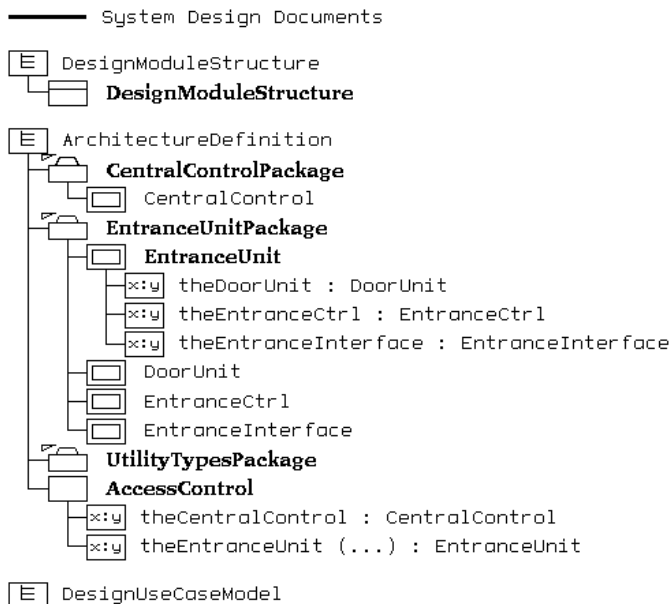 System Design Documents
DesignModuleStructure
DesignModuleStructure
ArchitectureDefinition
CentralControlPackage
CentralControl
EntranceUnitPackage
EntranceUnit
x:y theDoorUnit : DoorUnit
x:y theEntranceCtrl : EntranceCtrl
x:y theEntranceInterface : EntranceInterface
DoorUnit
EntranceCtrl
EntranceInterface
UtilityTypesPackage
AccessControl
x:y theCentralControl : CentralControl
x:y theEntranceUnit (...) : EntranceUnit
DesignUseCaseModel